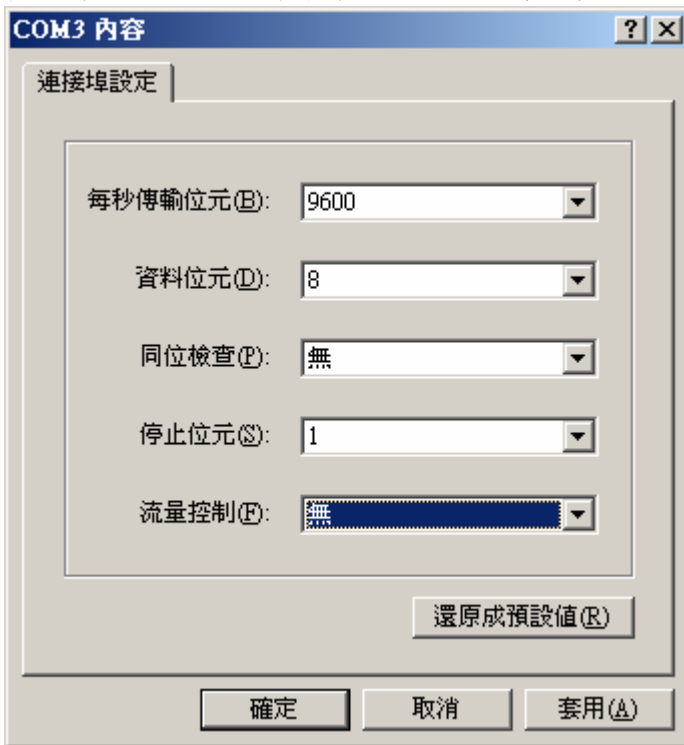 COM3 內容
連接埠設定
每秒傳輸位元(B): 9600
資料位元(D): 8
同位檢查(P): 無
停止位元(S): 1
流量控制(F): 無
還原成預設值(R)
確定 取消 套用(A)